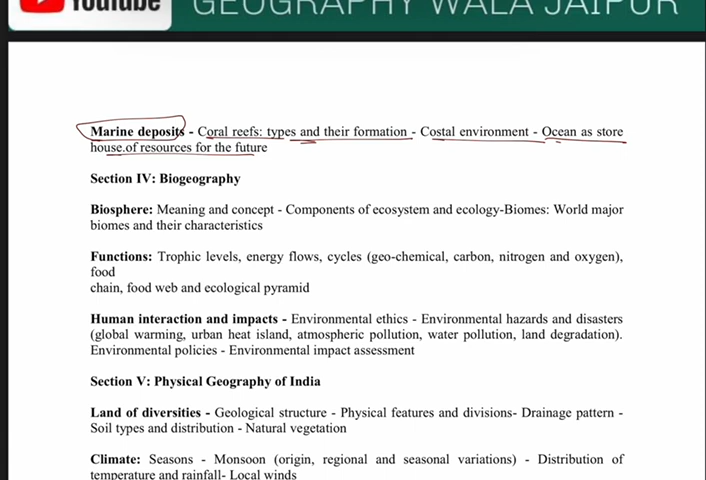 YouTube
GEOGRAPHY WALA JAIPUR
Marine deposits - Coral reefs: types and their formation - Costal environment - Ocean as store
house.of resources for the future
Section IV: Biogeography
Biosphere: Meaning and concept - Components of ecosystem and ecology-Biomes: World major
biomes and their characteristics
Functions: Trophic levels, energy flows, cycles (geo-chemical, carbon, nitrogen and oxygen),
food
chain, food web and ecological pyramid
Human interaction and impacts - Environmental ethics - Environmental hazards and disasters
(global warming, urban heat island, atmospheric pollution, water pollution, land degradation).
Environmental policies - Environmental impact assessment
Section V: Physical Geography of India
Land of diversities - Geological structure - Physical features and divisions- Drainage pattern -
Soil types and distribution - Natural vegetation
Climate: Seasons - Monsoon (origin, regional and seasonal variations) - Distribution of
temperature and rainfall- Local winds